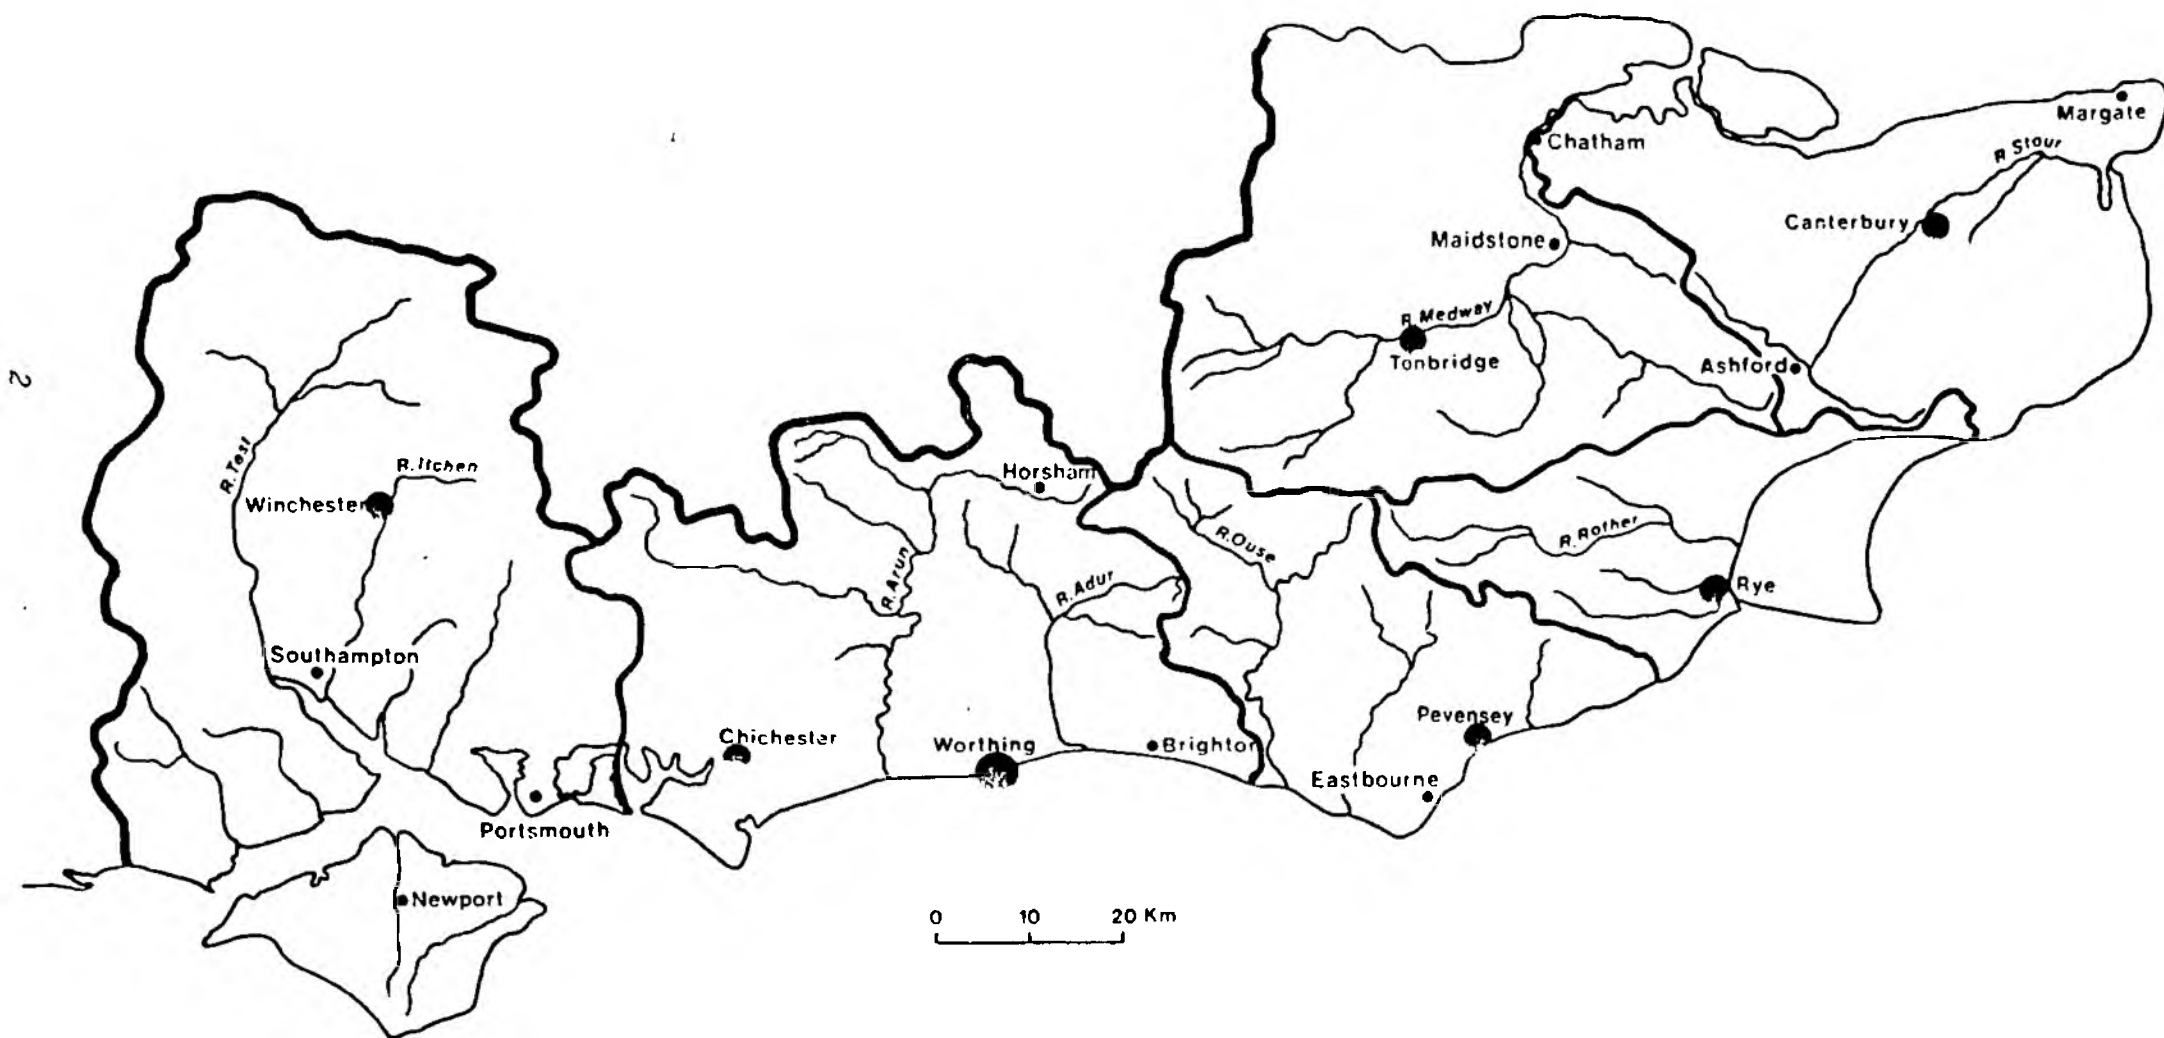 Margate
R Stour
Chatham
Canterbury
Maidstone
R.Medway
Tonbridge
Ashford
R.Test
R.Itchen
Winchester
Horsham
R.Ouse
R.Rother
R.Arun
R.Adur
Rye
2
Southampton
Chichester
Worthing
Brighton
Pevensey
Eastbourne
Portsmouth
Newport
0 10 20 Km